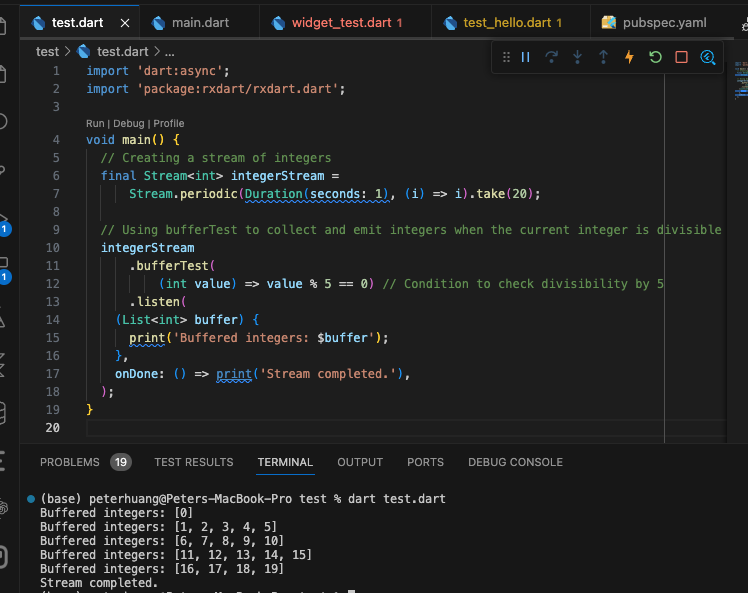 test.dart
main.dart
widget_test.dart 1
test_hello.dart 1
pubspec.yaml
test > test.dart > ...
1 import 'dart:async';
2 import 'package:rxdart/rxdart.dart';
3
Run | Debug | Profile
4 void main() {
5 // Creating a stream of integers
6 final Stream<int> integerStream =
7 Stream.periodic(Duration(seconds: 1), (i) => i).take(20);
8
9 // Using bufferTest to collect and emit integers when the current integer is divisible
10 integerStream
11 .bufferTest(
12 (int value) => value % 5 == 0) // Condition to check divisibility by 5
13 .listen(
14 (List<int> buffer) {
15 print('Buffered integers: $buffer');
16 },
17 onDone: () => print('Stream completed.'),
18 );
19 }
20
1
1
PROBLEMS 19 TEST RESULTS TERMINAL OUTPUT PORTS DEBUG CONSOLE
(base) peterhuang@Peters-MacBook-Pro test % dart test.dart
Buffered integers: [0]
Buffered integers: [1, 2, 3, 4, 5]
Buffered integers: [6, 7, 8, 9, 10]
Buffered integers: [11, 12, 13, 14, 15]
Buffered integers: [16, 17, 18, 19]
Stream completed.